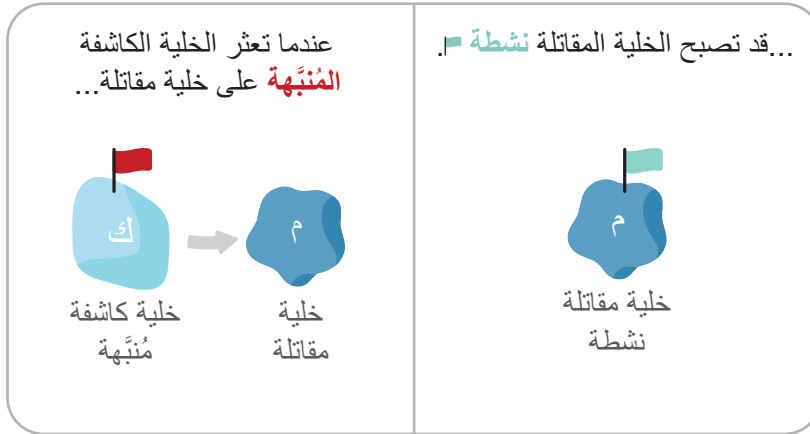 عندما تعثر الخلية الكاشفة
المُنبَّهة على خلية مقاتلة...
ك
م
خلية كاشفة
مُنبَّهة
خلية
مقاتلة
...قد تصبح الخلية المقاتلة نشطة.
م
خلية مقاتلة
نشطة